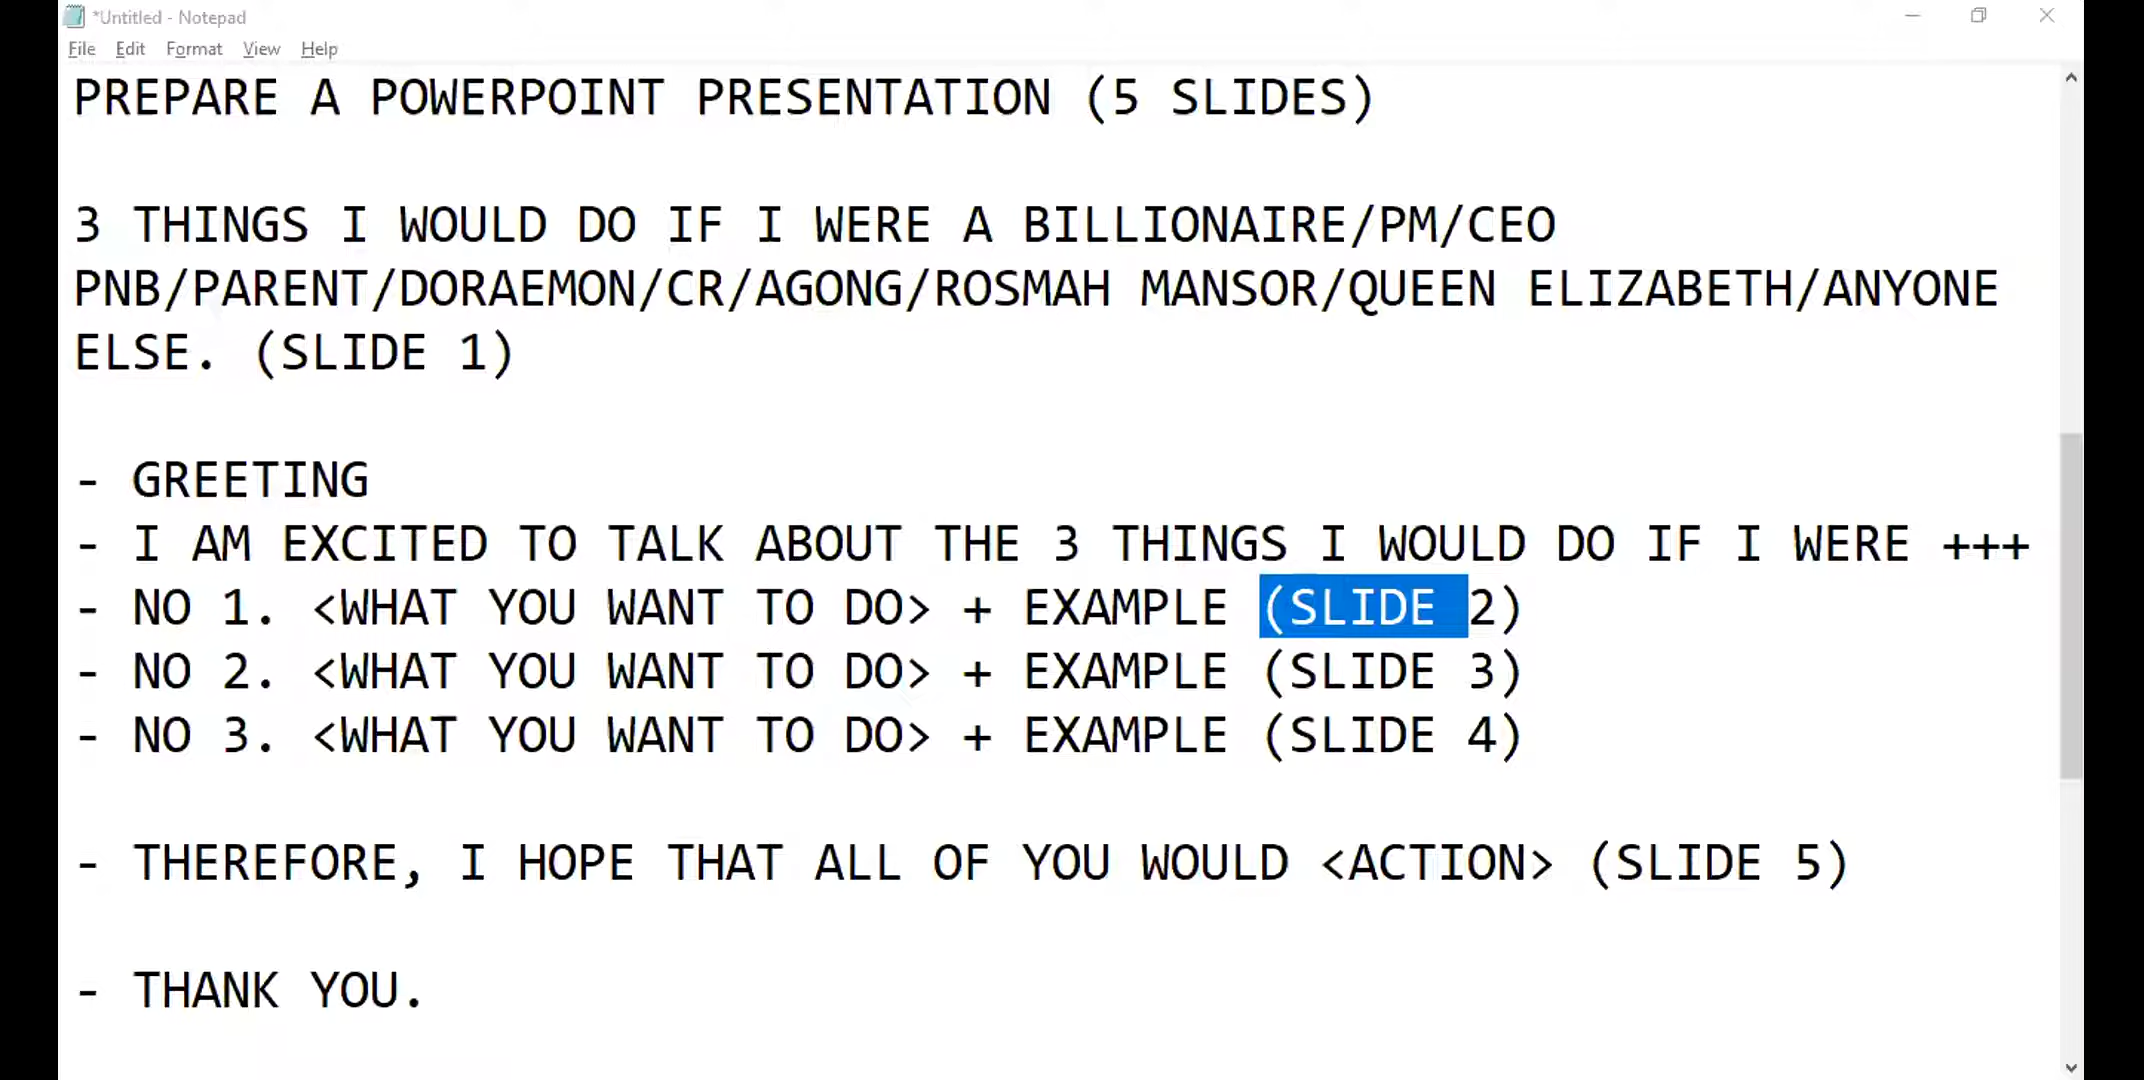 *Untitled - Notepad
File Edit Format View Help
PREPARE A POWERPOINT PRESENTATION (5 SLIDES)
3 THINGS I WOULD DO IF I WERE A BILLIONAIRE/PM/CEO
PNB/PARENT/DORAEMON/CR/AGONG/ROSMAH MANSOR/QUEEN ELIZABETH/ANYONE
ELSE. (SLIDE 1)
- GREETING
- I AM EXCITED TO TALK ABOUT THE 3 THINGS I WOULD DO IF I WERE +++
- NO 1. <WHAT YOU WANT TO DO> + EXAMPLE (SLIDE 2)
- NO 2. <WHAT YOU WANT TO DO> + EXAMPLE (SLIDE 3)
- NO 3. <WHAT YOU WANT TO DO> + EXAMPLE (SLIDE 4)
- THEREFORE, I HOPE THAT ALL OF YOU WOULD <ACTION> (SLIDE 5)
- THANK YOU.